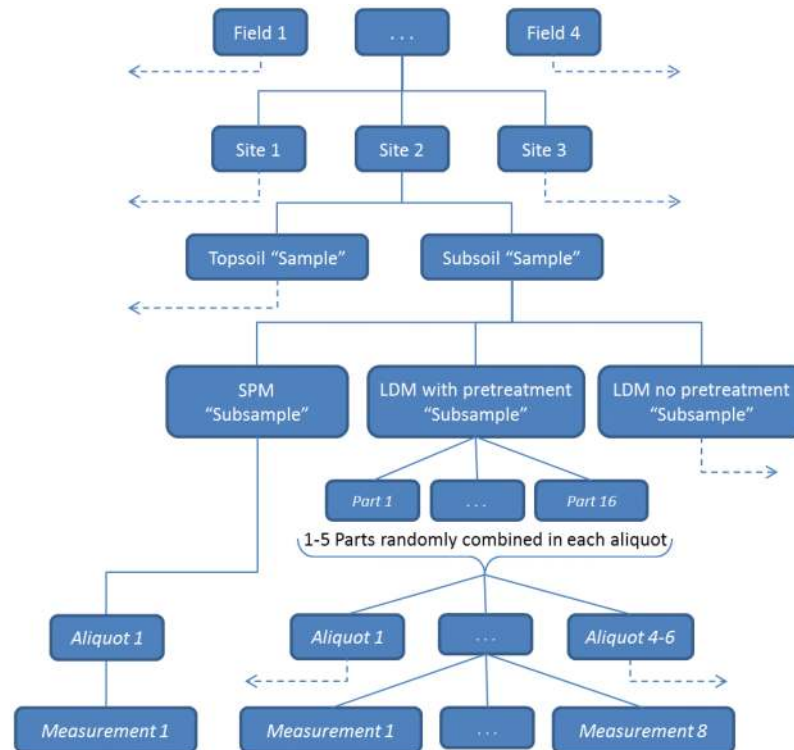 Field 1
. . .
Field 4
Site 1
Site 2
Site 3
Topsoil “Sample”
Subsoil “Sample”
SPM
“Subsample”
LDM with pretreatment
“Subsample”
LDM no pretreatment
“Subsample”
Part 1
. . .
Part 16
1-5 Parts randomly combined in each aliquot
Aliquot 1
Aliquot 1
. . .
Aliquot 4-6
Measurement 1
Measurement 1
. . .
Measurement 8